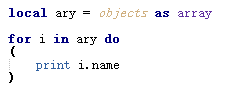 local ary = objects as array
for i in ary do
(
print i.name
)